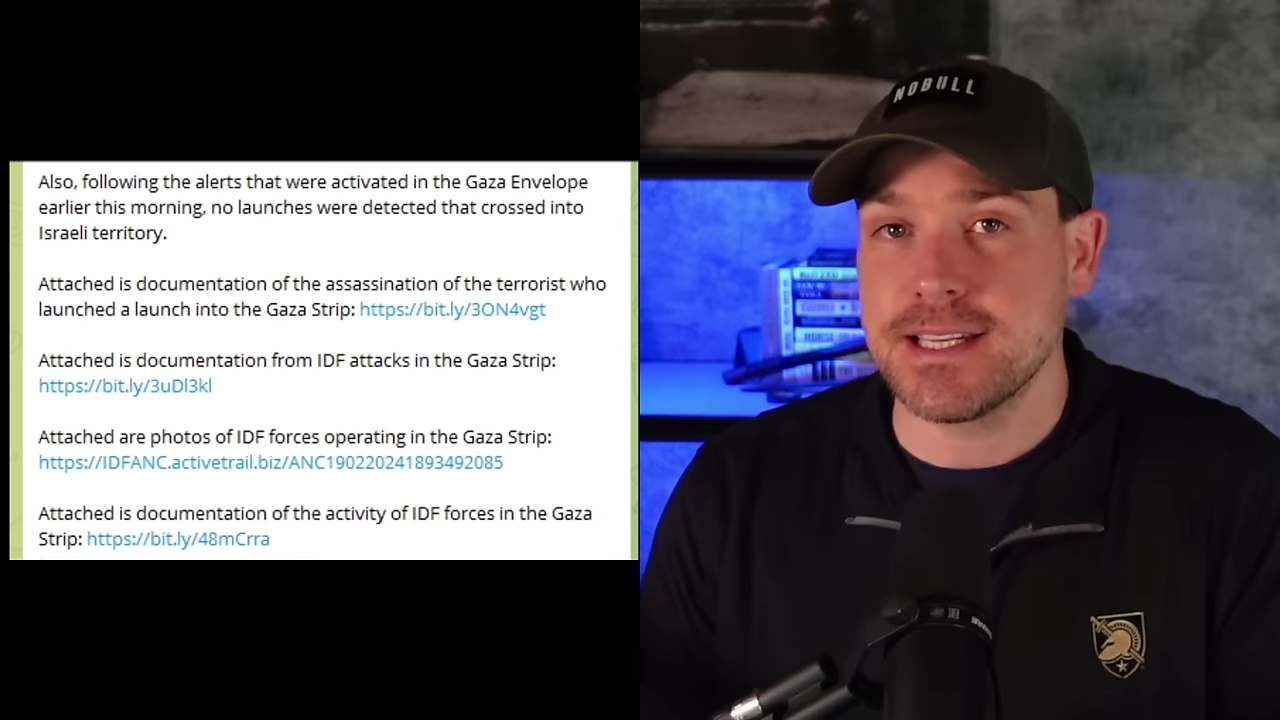 Also, following the alerts that were activated in the Gaza Envelope
earlier this morning, no launches were detected that crossed into
Israeli territory.
Attached is documentation of the assassination of the terrorist who
launched a launch into the Gaza Strip: https://bit.ly/3ON4vgt
Attached is documentation from IDF attacks in the Gaza Strip:
https://bit.ly/3uDl3kl
Attached are photos of IDF forces operating in the Gaza Strip:
https://IDFANC.activetrail.biz/ANC190220241893492085
Attached is documentation of the activity of IDF forces in the Gaza
Strip: https://bit.ly/48mCrra
NOBULL